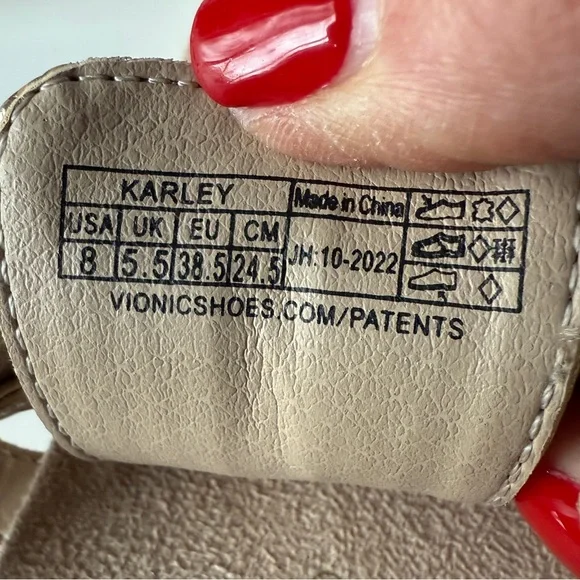 KARLEY
Made in China
USA UK EU CM
8 5.5 38.5 24.5
JH:10-2022
VIONICSHOES.COM/PATENTS